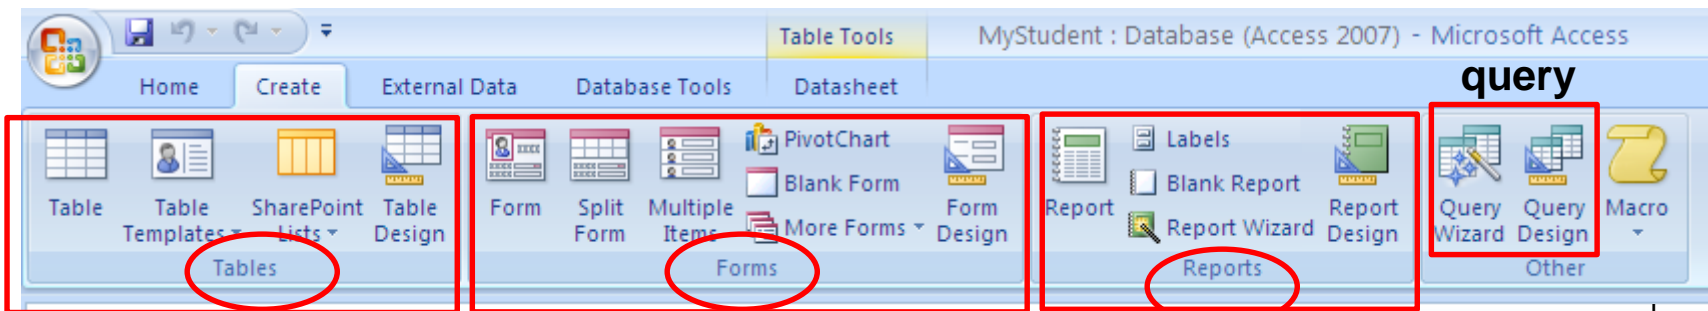 Table Tools
MyStudent : Database (Access 2007) - Microsoft Access
Home Create External Data Database Tools Datasheet
query
Table
Table
Templates
SharePoint
Lists
Table
Design
Tables
Form
Split
Form
Multiple
Items
PivotChart
Blank Form
More Forms
Form
Design
Forms
Report
Labels
Blank Report
Report Wizard
Report
Design
Reports
Query
Wizard
Query
Design
Macro
Other